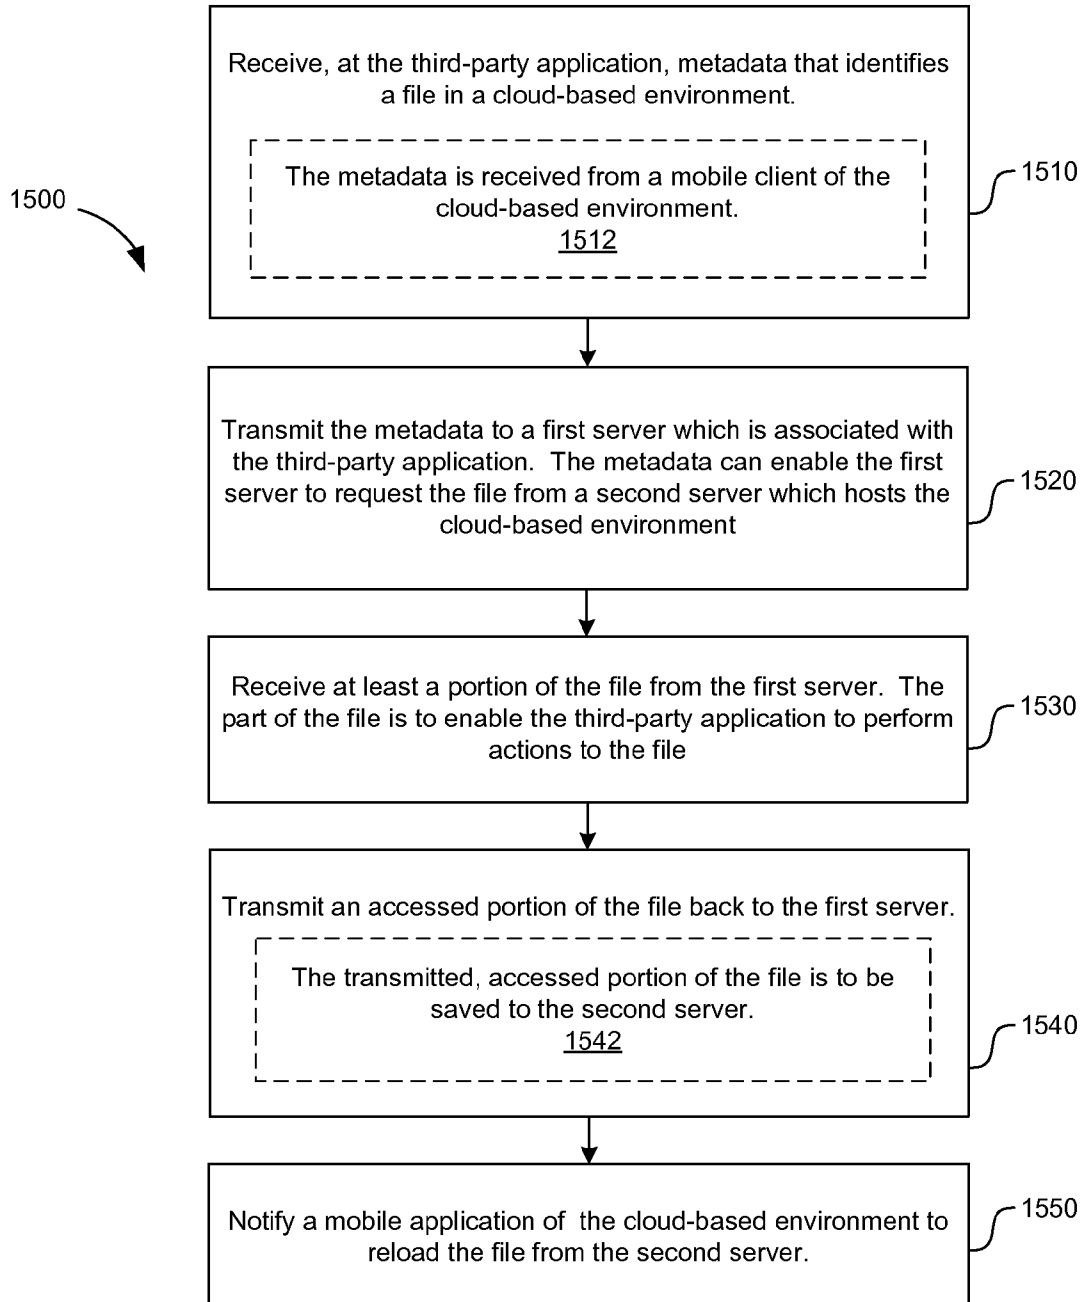 Receive, at the third-party application, metadata that identifies
a file in a cloud-based environment.
The metadata is received from a mobile client of the
cloud-based environment.
1512
1510
1500
Transmit the metadata to a first server which is associated with
the third-party application.  The metadata can enable the first
server to request the file from a second server which hosts the
cloud-based environment
1520
Receive at least a portion of the file from the first server.  The
part of the file is to enable the third-party application to perform
actions to the file
1530
Transmit an accessed portion of the file back to the first server.
The transmitted, accessed portion of the file is to be
saved to the second server.
1542
1540
Notify a mobile application of  the cloud-based environment to
reload the file from the second server.
1550